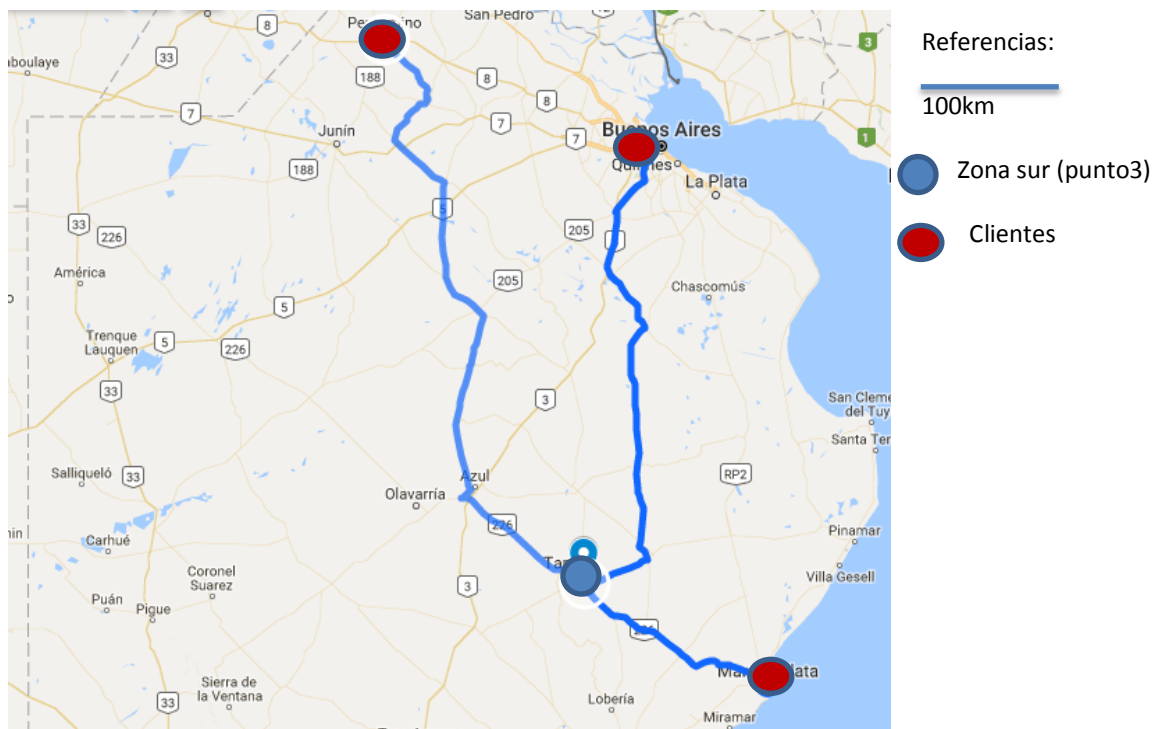 SAN PEDRO
8
33
188
8
3
7
8
7
7
Junín
Buenos Aires
1
188
La Plata
33
226
5
205
América
205
Chascomús
5
Trenque
Lauquen
5
226
33
3
San Cleme
del Tuy
Santa Ter
Salliqueló
33
Azul
Olavarría
RP2
226
Carhué
Pinamar
Coronel
Suarez
Villa Gesell
3
Puán
Pigue
226
Sierra de
la Ventana
33
Lobería
Miramar
Referencias:
100km
Zona sur (punto3)
Clientes